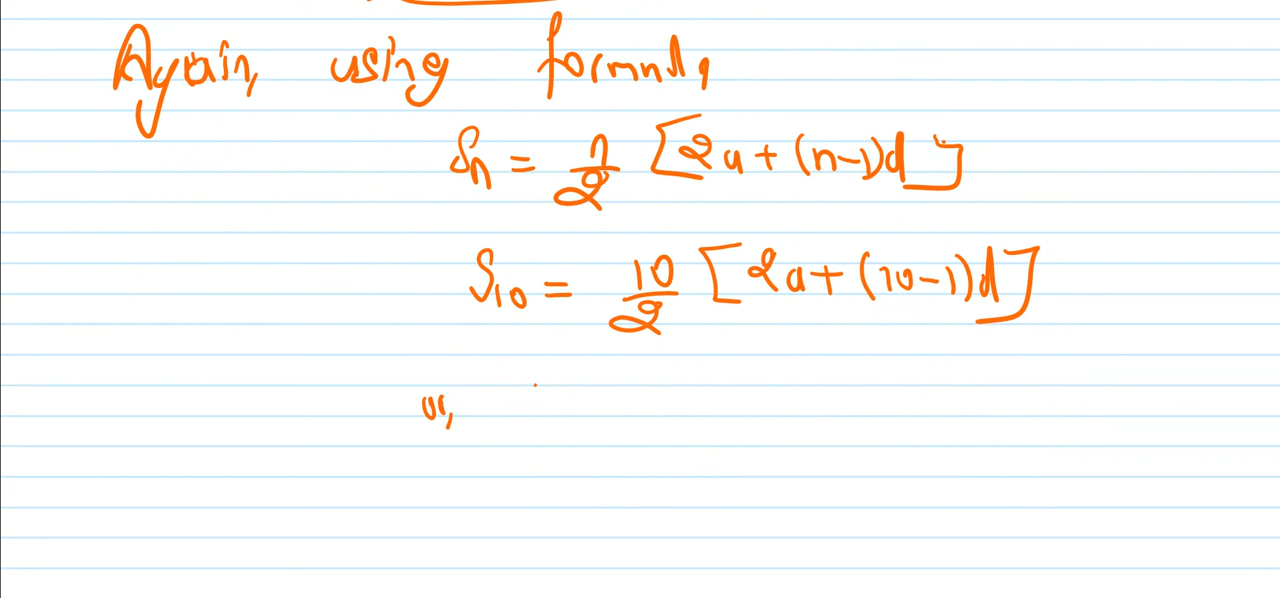 Again, using formula
Sn = n/2 [2a + (n-1)d]
S10 = 10/2 [2a + (10-1)d]
or,